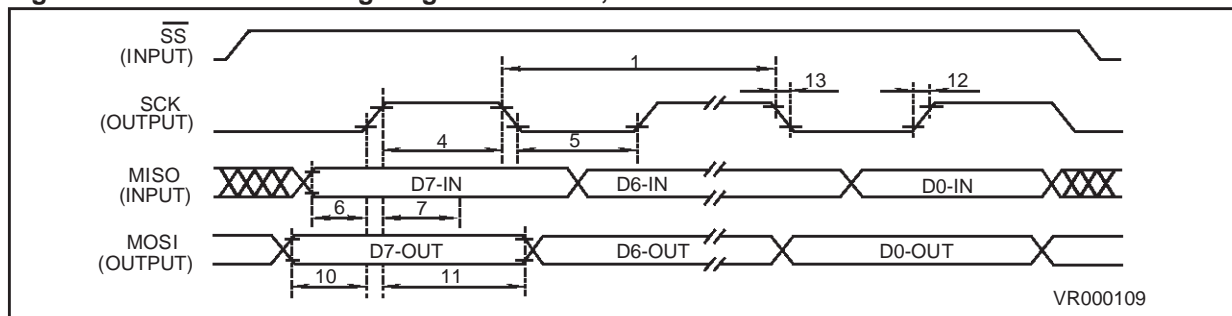 SS
(INPUT)
1
13
12
SCK
(OUTPUT)
4
5
MISO
(INPUT)
D7-IN
D6-IN
D0-IN
6
7
MOSI
(OUTPUT)
D7-OUT
D6-OUT
D0-OUT
10
11
VR000109